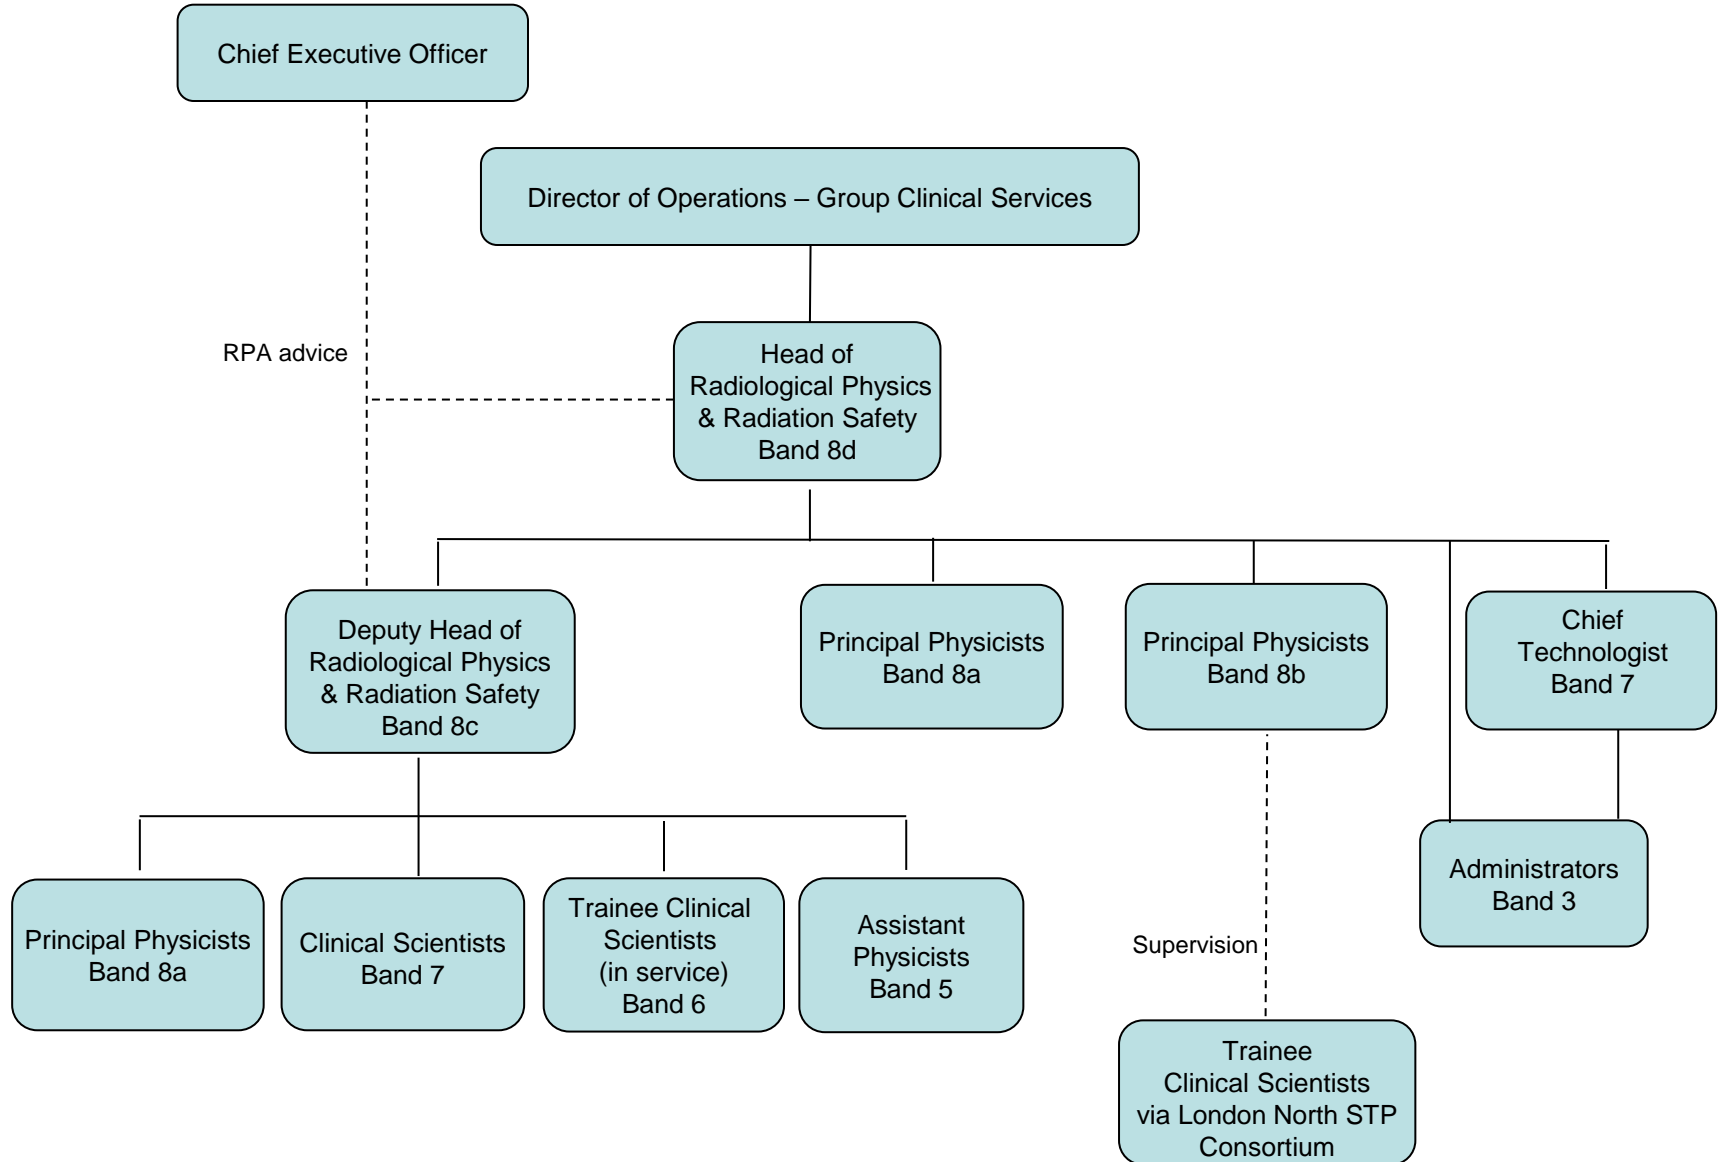 Chief Executive Officer
Director of Operations – Group Clinical Services
RPA advice
Head of
Radiological Physics
& Radiation Safety
Band 8d
Deputy Head of
Radiological Physics
& Radiation Safety
Band 8c
Principal Physicists
Band 8a
Principal Physicists
Band 8b
Chief
Technologist
Band 7
Principal Physicists
Band 8a
Clinical Scientists
Band 7
Trainee Clinical
Scientists
(in service)
Band 6
Assistant
Physicists
Band 5
Administrators
Band 3
Supervision
Trainee
Clinical Scientists
via London North STP
Consortium